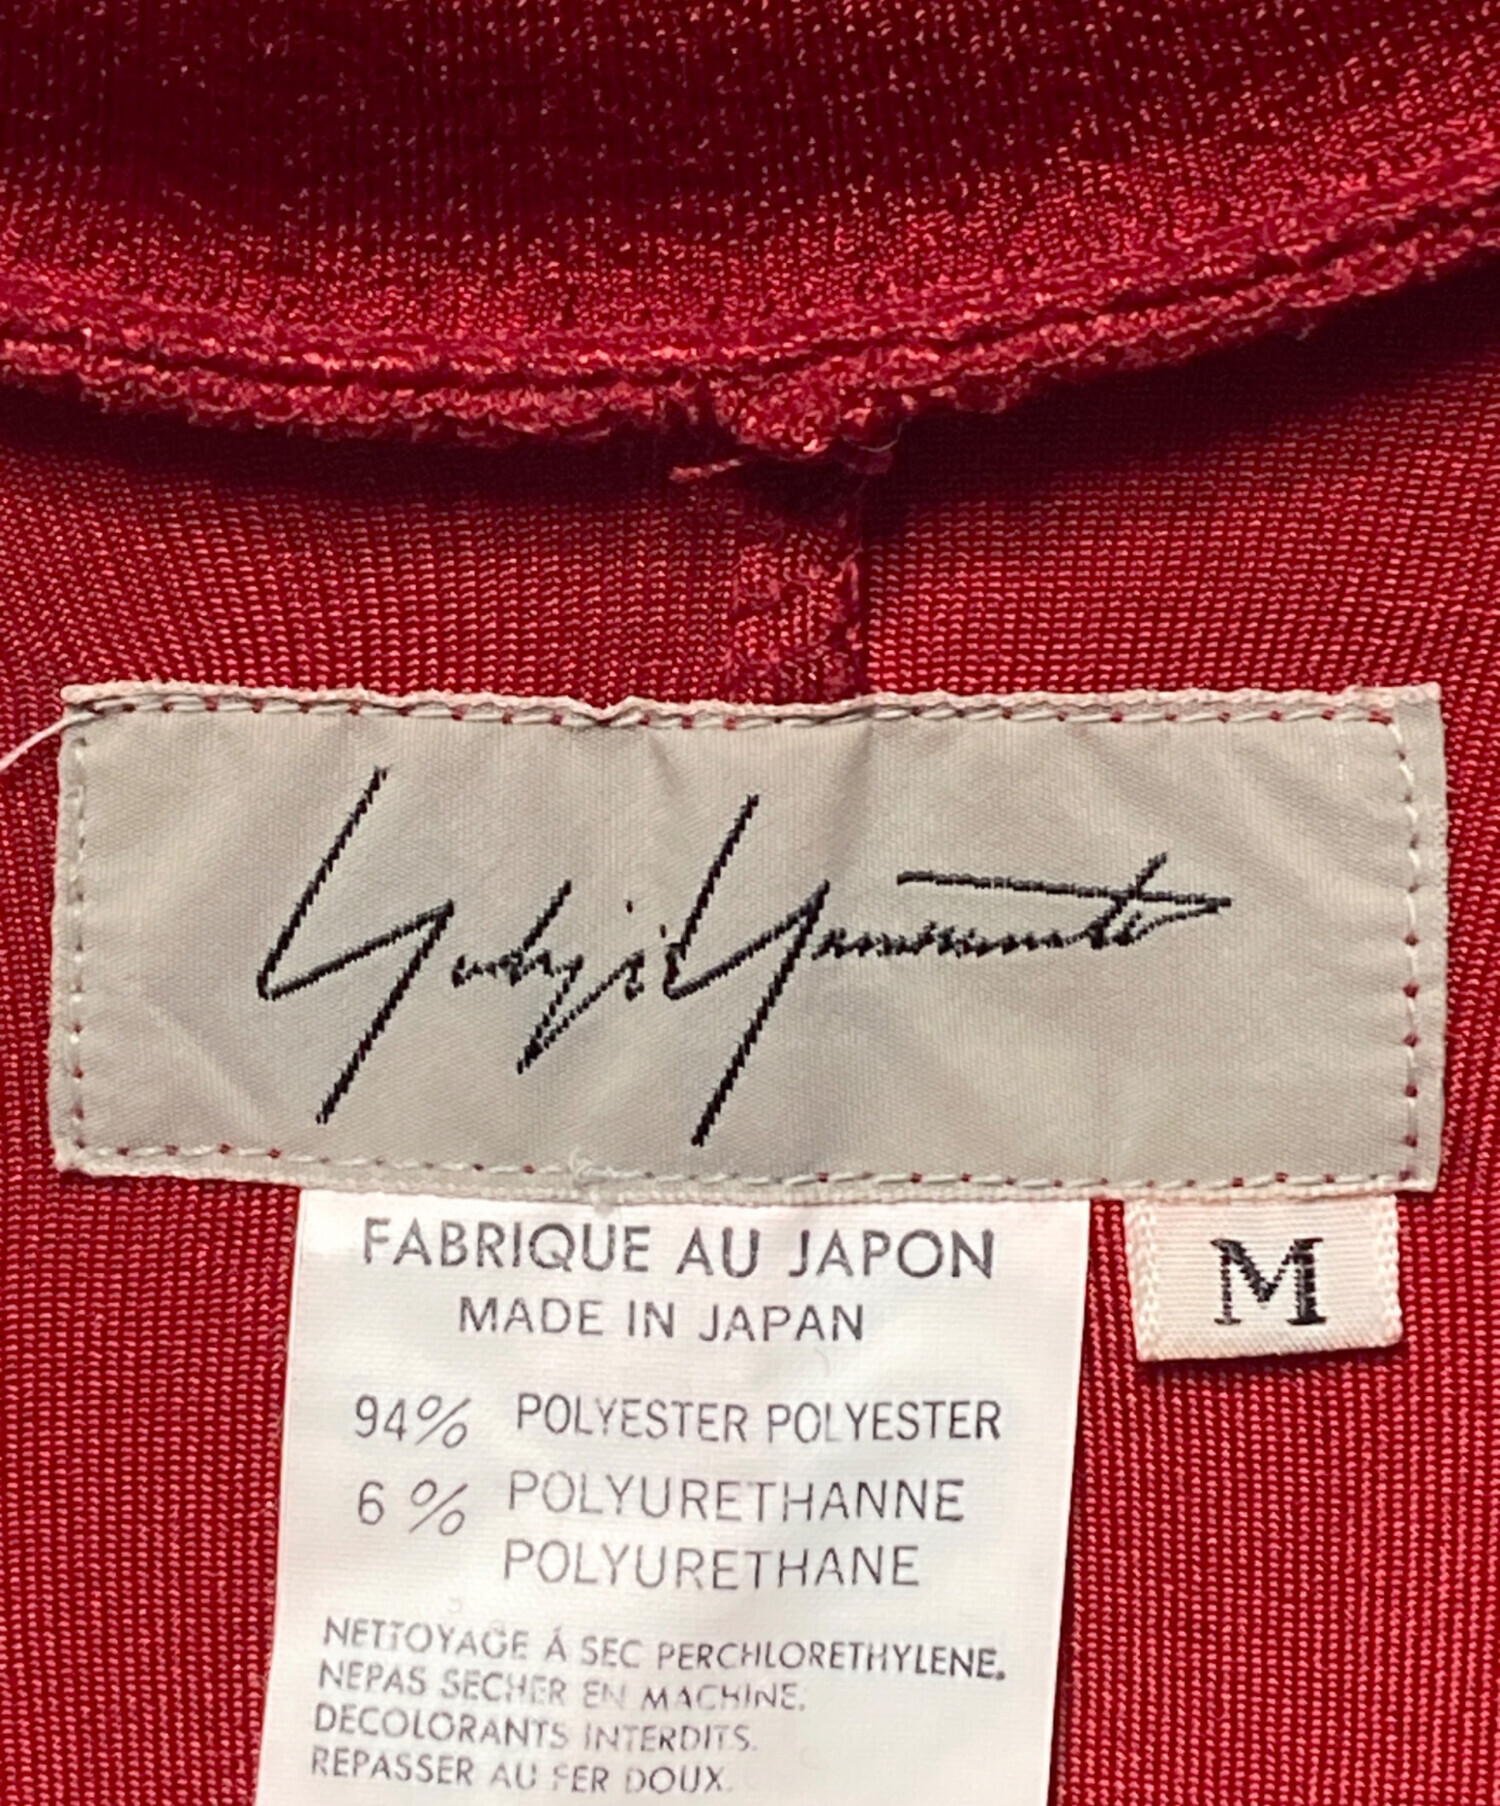 Yohji Yamamoto
FABRIQUE AU JAPON
MADE IN JAPAN
M
94% POLYESTER POLYESTER
6% POLYURETHANNE
POLYURETHANE
NETTOYAGE Á SEC PERCHLORETHYLENE.
NEPAS SECHER EN MACHINE.
DECOLORANTS INTERDITS.
REPASSER AU FER DOUX.